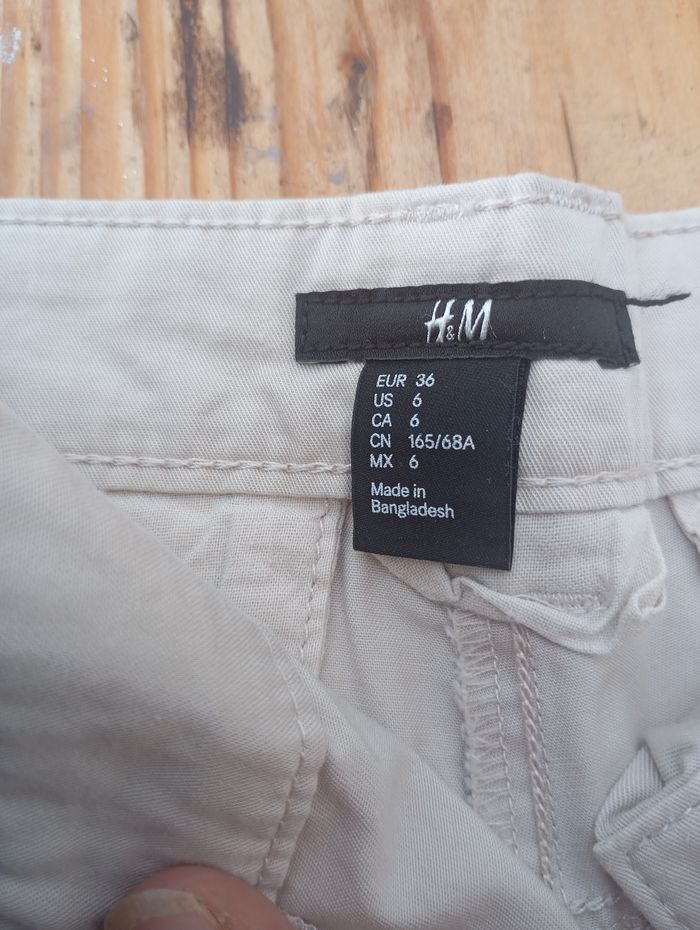 H&M
EUR 36
US 6
CA 6
CN 165/68A
MX 6
Made in
Bangladesh